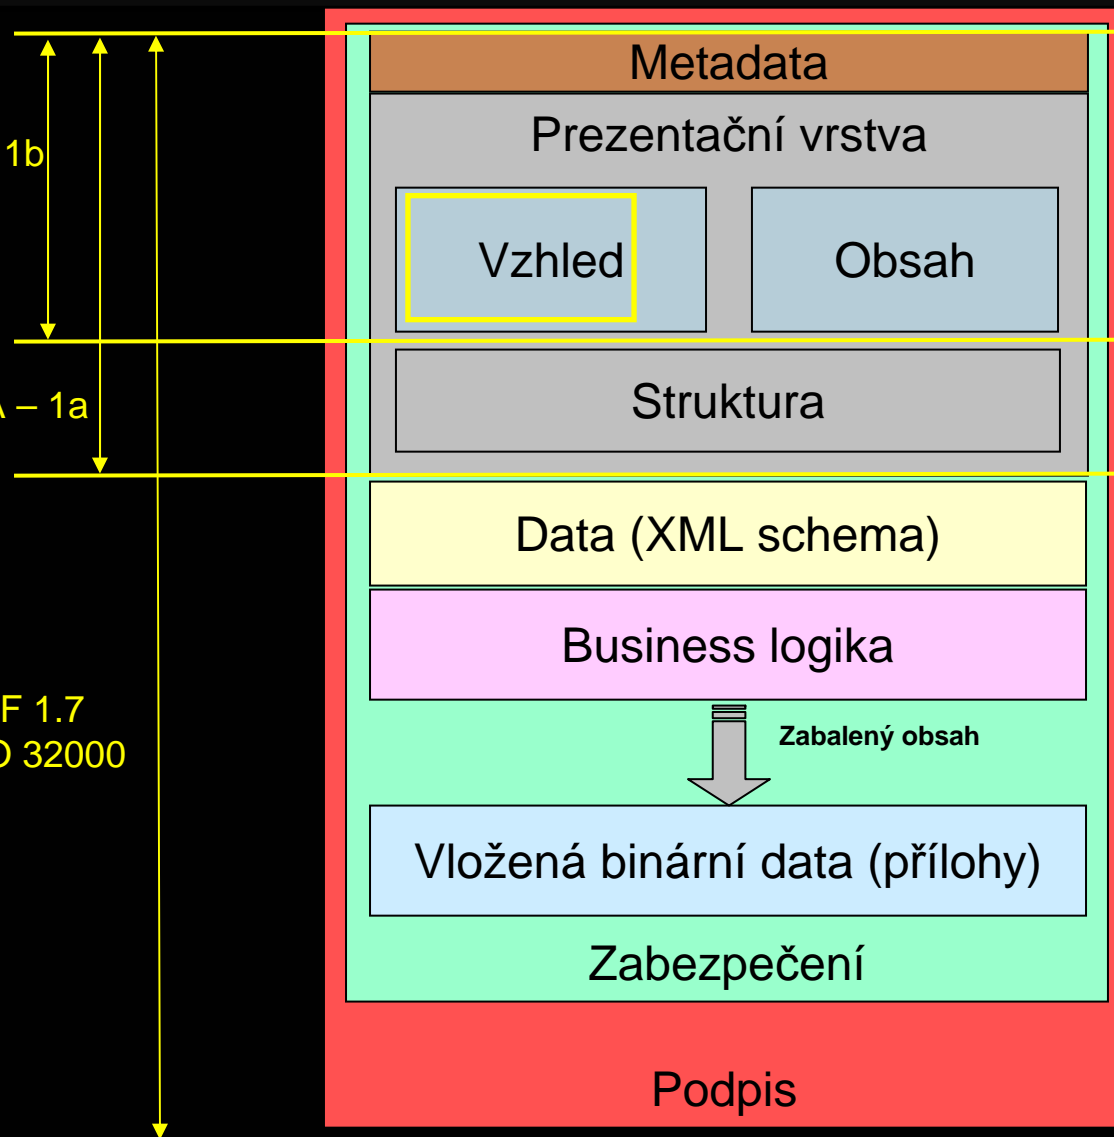 Metadata
Prezentační vrstva
1b
Vzhled
Obsah
A – 1a
Struktura
Data (XML schema)
Business logika
F 1.7
O 32000
Zabalený obsah
Vložená binární data (přílohy)
Zabezpečení
Podpis